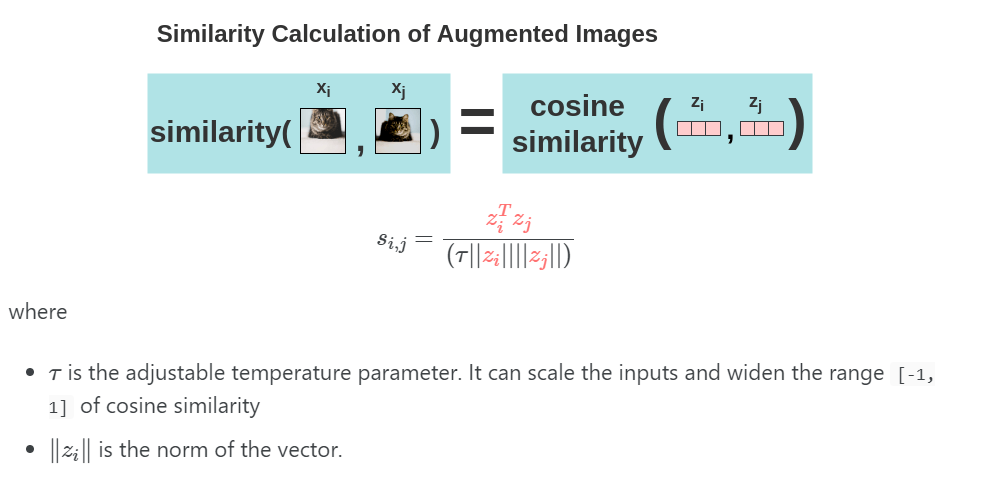 Similarity Calculation of Augmented Images
xᵢ xⱼ
similarity( , )
=
cosine similarity ( zᵢ , zⱼ )
sᵢ,ⱼ = zᵢᵀzⱼ / (τ||zᵢ||||zⱼ||)
where
• τ is the adjustable temperature parameter. It can scale the inputs and widen the range [-1,
1] of cosine similarity
• ||zᵢ|| is the norm of the vector.